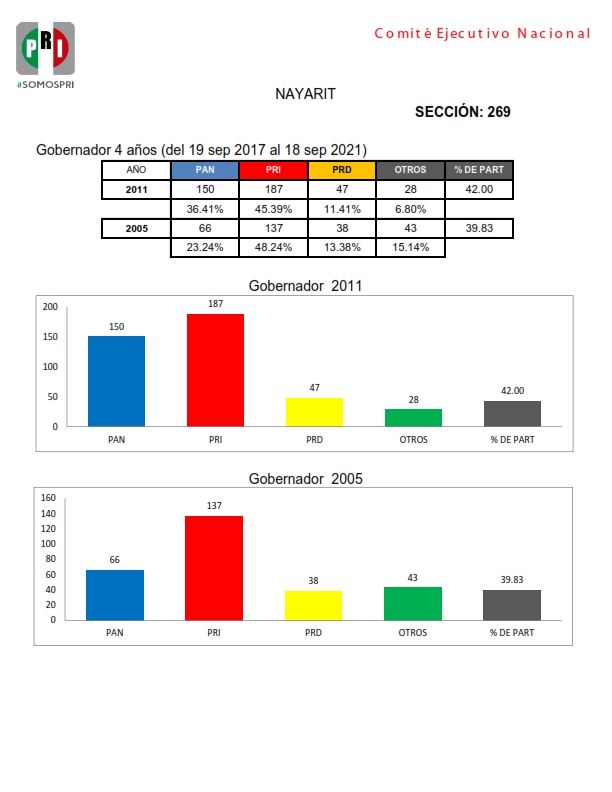 Comité Ejecutivo Nacional
PRI
#SOMOSPRI
NAYARIT
SECCIÓN: 269
Gobernador 4 años (del 19 sep 2017 al 18 sep 2021)
AÑO PAN PRI PRD OTROS % DE PART
2011 150 187 47 28 42.00
36.41% 45.39% 11.41% 6.80%
2005 66 137 38 43 39.83
23.24% 48.24% 13.38% 15.14%
Gobernador 2011
200
150
100
50
0
150
187
47
28
42.00
PAN PRI PRD OTROS % DE PART
Gobernador 2005
160
140
120
100
80
60
40
20
0
66
137
38
43
39.83
PAN PRI PRD OTROS % DE PART